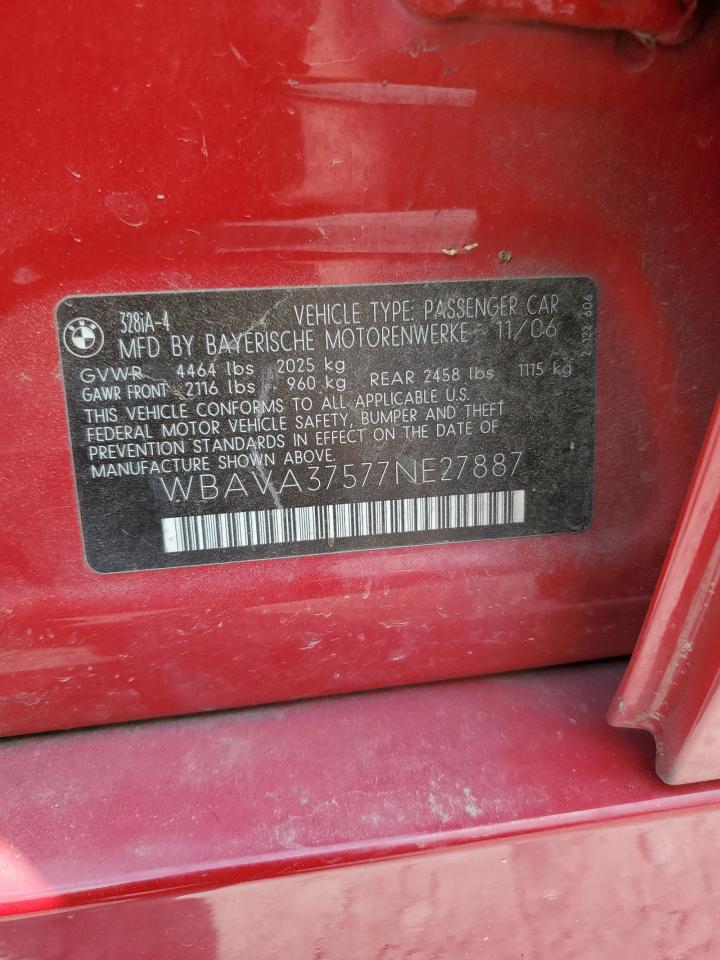 328iA-4 VEHICLE TYPE: PASSENGER CAR
MFD BY BAYERISCHE MOTORENWERKE 11/06
GVWR 4464 lbs 2025 kg
GAWR FRONT 2116 lbs 960 kg REAR 2458 lbs 1115 kg
THIS VEHICLE CONFORMS TO ALL APPLICABLE U.S.
FEDERAL MOTOR VEHICLE SAFETY, BUMPER AND THEFT
PREVENTION STANDARDS IN EFFECT ON THE DATE OF
MANUFACTURE SHOWN ABOVE.
WBAVA37577NE27887
606